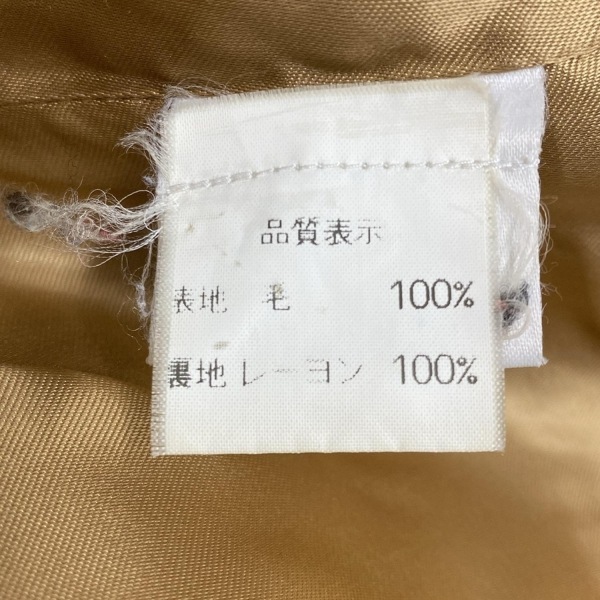 品質表示
表地 毛 100%
裏地 レーヨン 100%